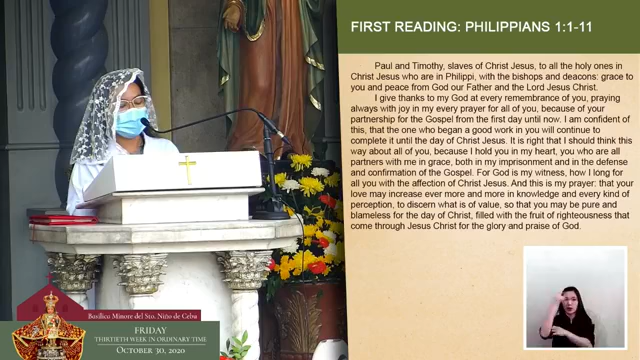 FIRST READING: PHILIPPIANS 1:1-11
Paul and Timothy, slaves of Christ Jesus, to all the holy ones in
Christ Jesus who are in Philippi, with the bishops and deacons: grace to
you and peace from God our Father and the Lord Jesus Christ.
I give thanks to my God at every remembrance of you, praying
always with joy in my every prayer for all of you, because of your
partnership for the Gospel from the first day until now. I am confident of
this, that the one who began a good work in you will continue to
complete it until the day of Christ Jesus. It is right that I should think this
way about all of you, because I hold you in my heart, you who are all
partners with me in grace, both in my imprisonment and in the defense
and confirmation of the Gospel. For God is my witness, how I long for
all you with the affection of Christ Jesus. And this is my prayer: that your
love may increase ever more and more in knowledge and every kind of
perception, to discern what is of value, so that you may be pure and
blameless for the day of Christ, filled with the fruit of righteousness that
come through Jesus Christ for the glory and praise of God.
Basilica Minore del Sto. Niño de Cebu
FRIDAY
THIRTIETH WEEK IN ORDINARY TIME
OCTOBER 30, 2020